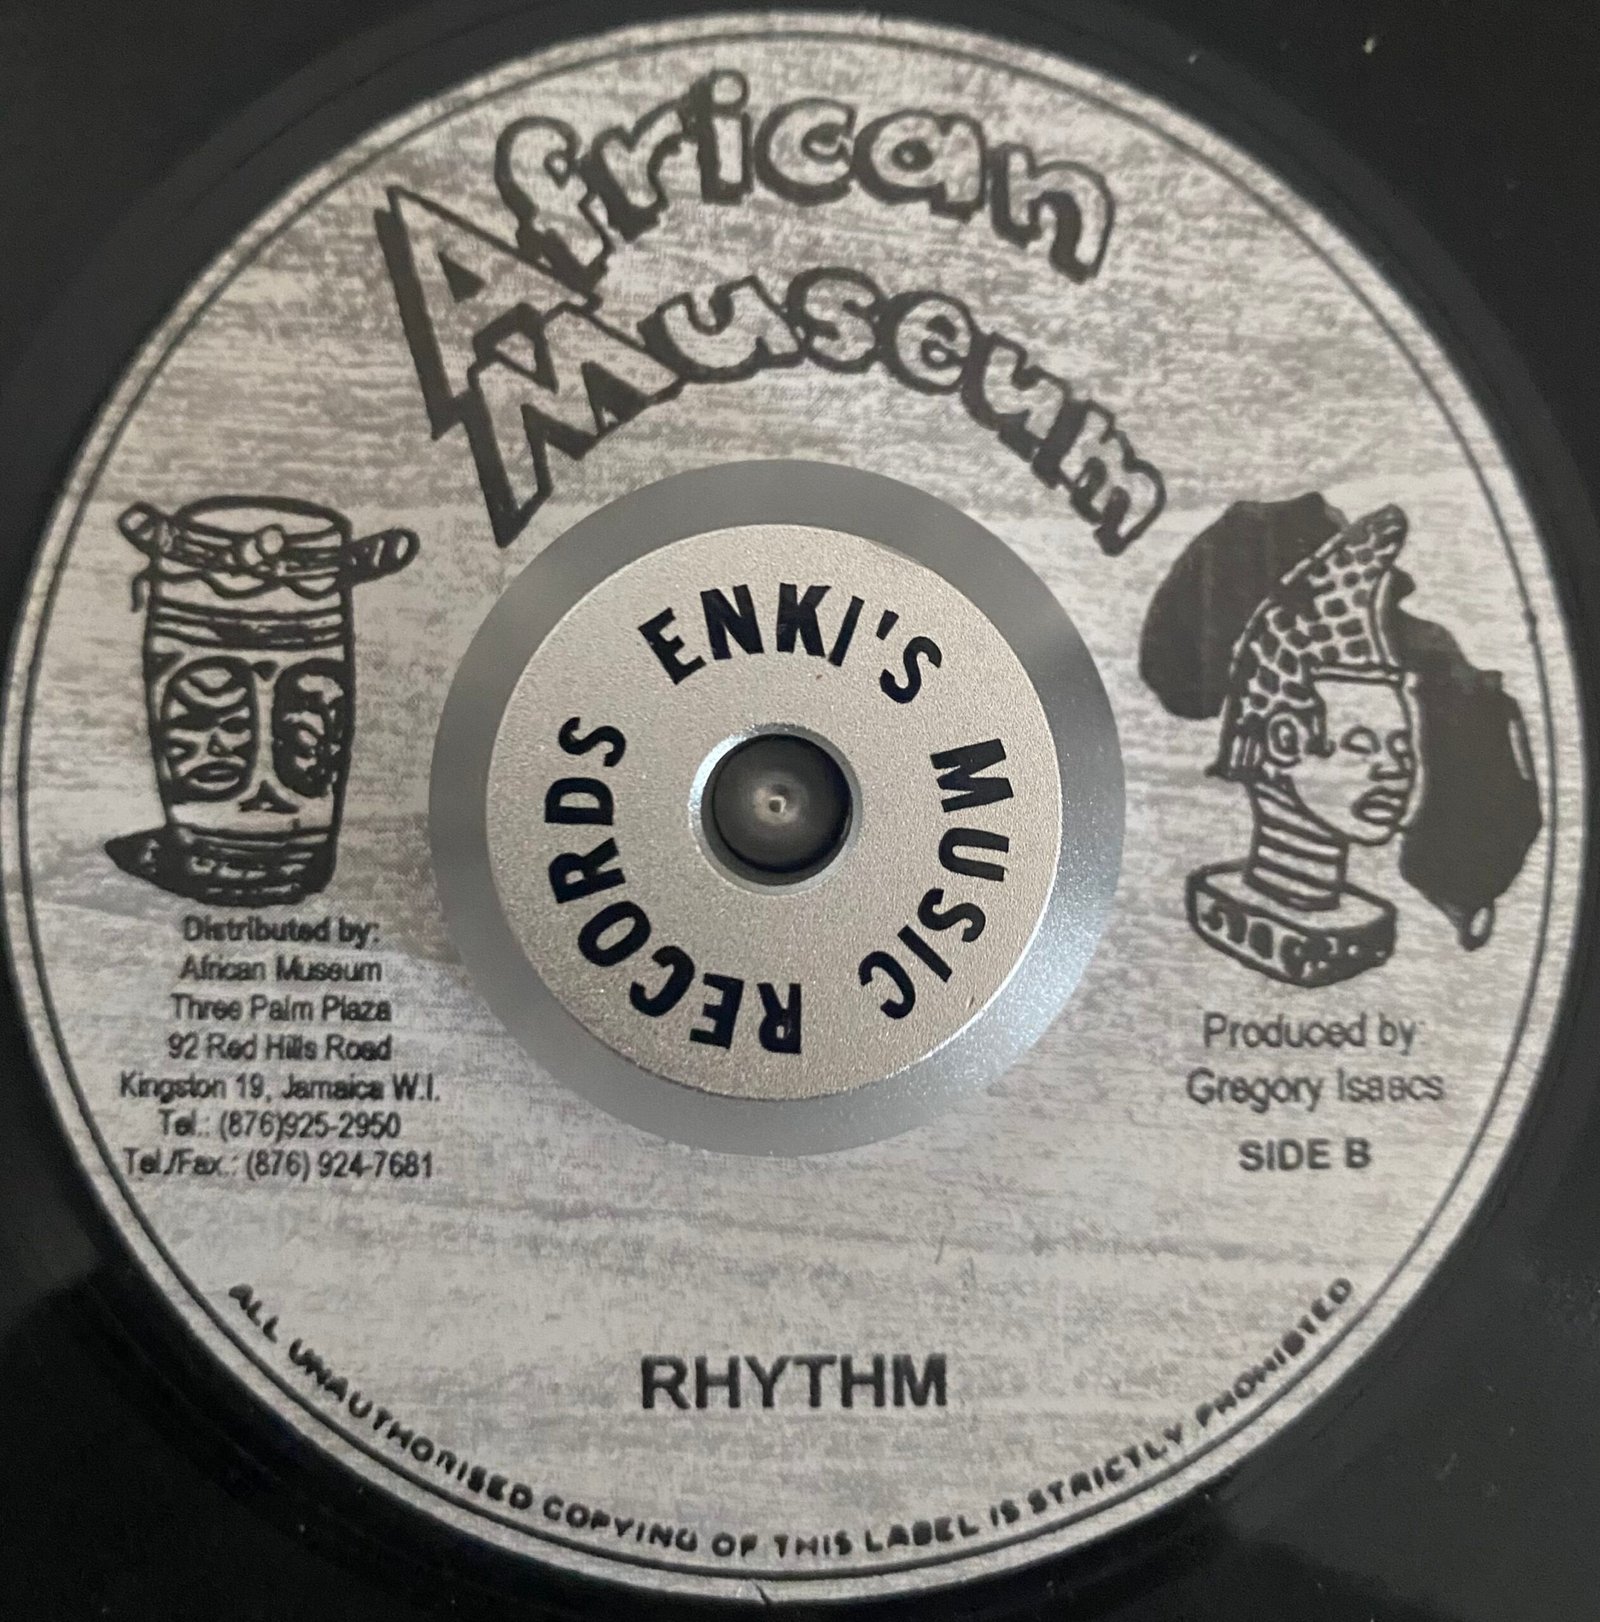 African
Museum
ENKI'S MUSIC RECORDS
Distributed by:
African Museum
Three Palm Plaza
92 Red Hills Road
Kingston 19, Jamaica W.I.
Tel.: (876)925-2950
Tel./Fax.: (876) 924-7681
Produced by:
Gregory Isaacs
SIDE B
RHYTHM
ALL UNAUTHORISED COPYING OF THIS LABEL IS STRICTLY PROHIBITED